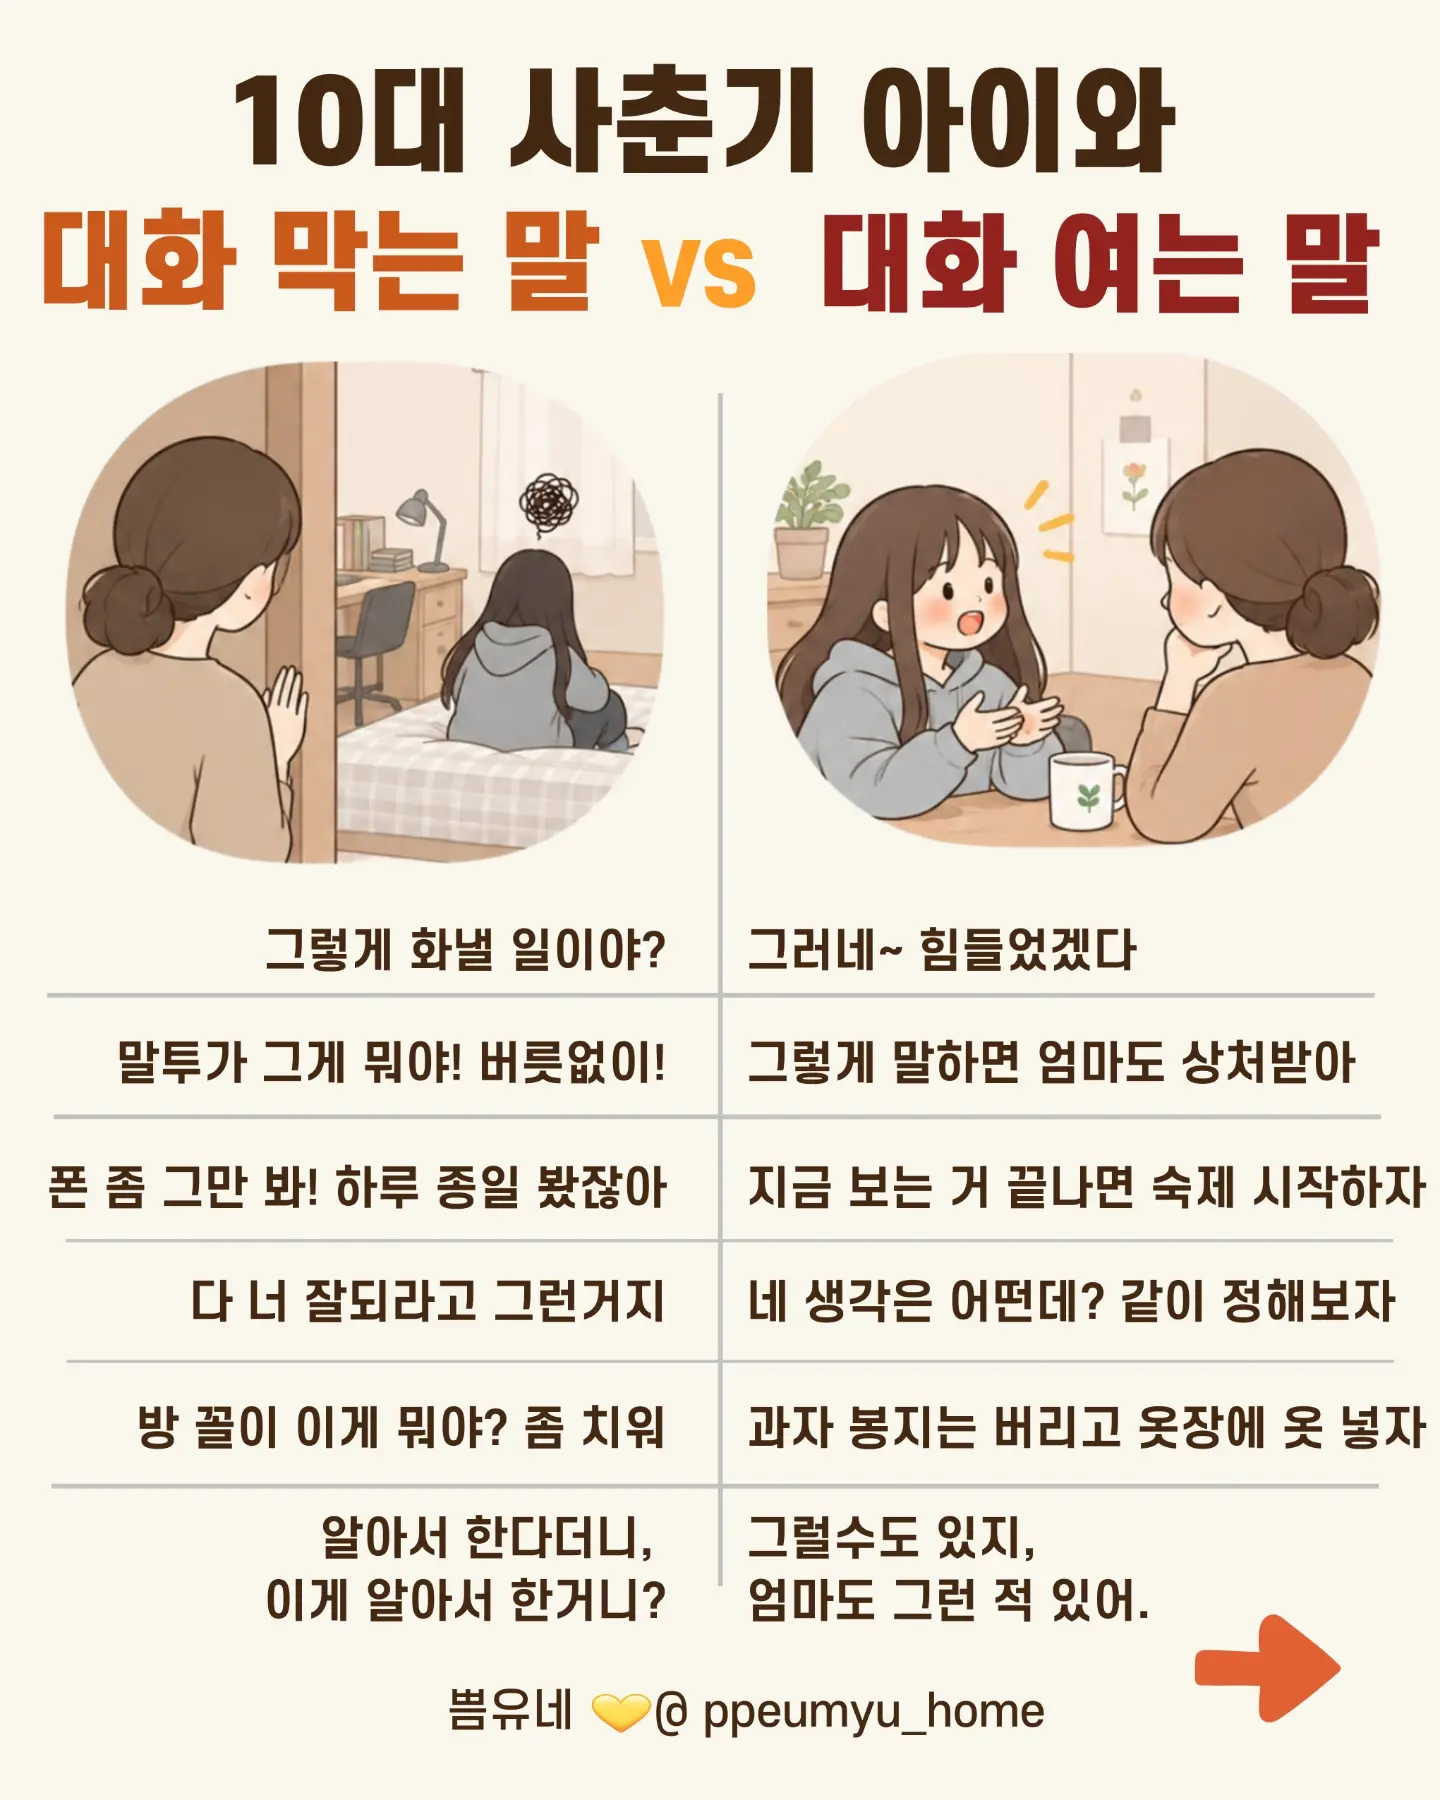 10대 사춘기 아이와
대화 막는 말 vs 대화 여는 말
그렇게 화낼 일이야?
그러네~ 힘들었겠다
말투가 그게 뭐야! 버릇없이!
그렇게 말하면 엄마도 상처받아
폰 좀 그만 봐! 하루 종일 봤잖아
지금 보는 거 끝나면 숙제 시작하자
다 너 잘되라고 그런거지
네 생각은 어떤데? 같이 정해보자
방 꼴이 이게 뭐야? 좀 치워
과자 봉지는 버리고 옷장에 옷 넣자
알아서 한다더니,
이게 알아서 한거니?
그럴수도 있지,
엄마도 그런 적 있어.
쁨유네 💛@ ppeumyu_home